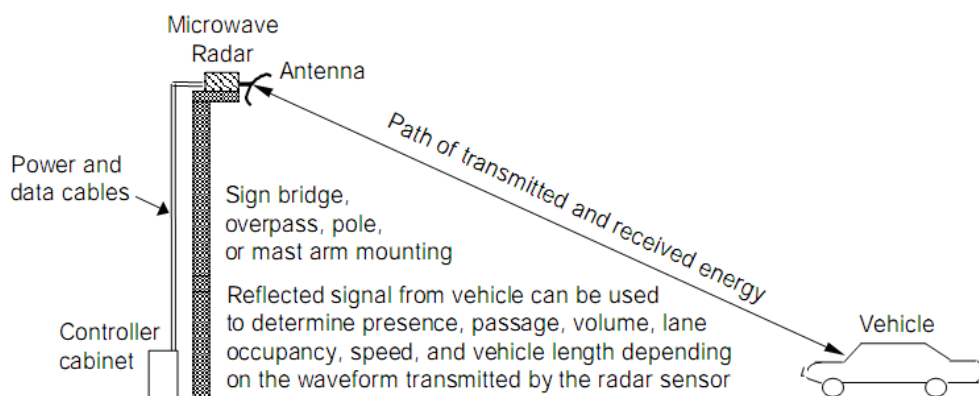 Microwave
Radar
Antenna
Path of transmitted and received energy
Power and
data cables
Sign bridge,
overpass, pole,
or mast arm mounting
Reflected signal from vehicle can be used
to determine presence, passage, volume, lane
occupancy, speed, and vehicle length depending
on the waveform transmitted by the radar sensor
Controller
cabinet
Vehicle